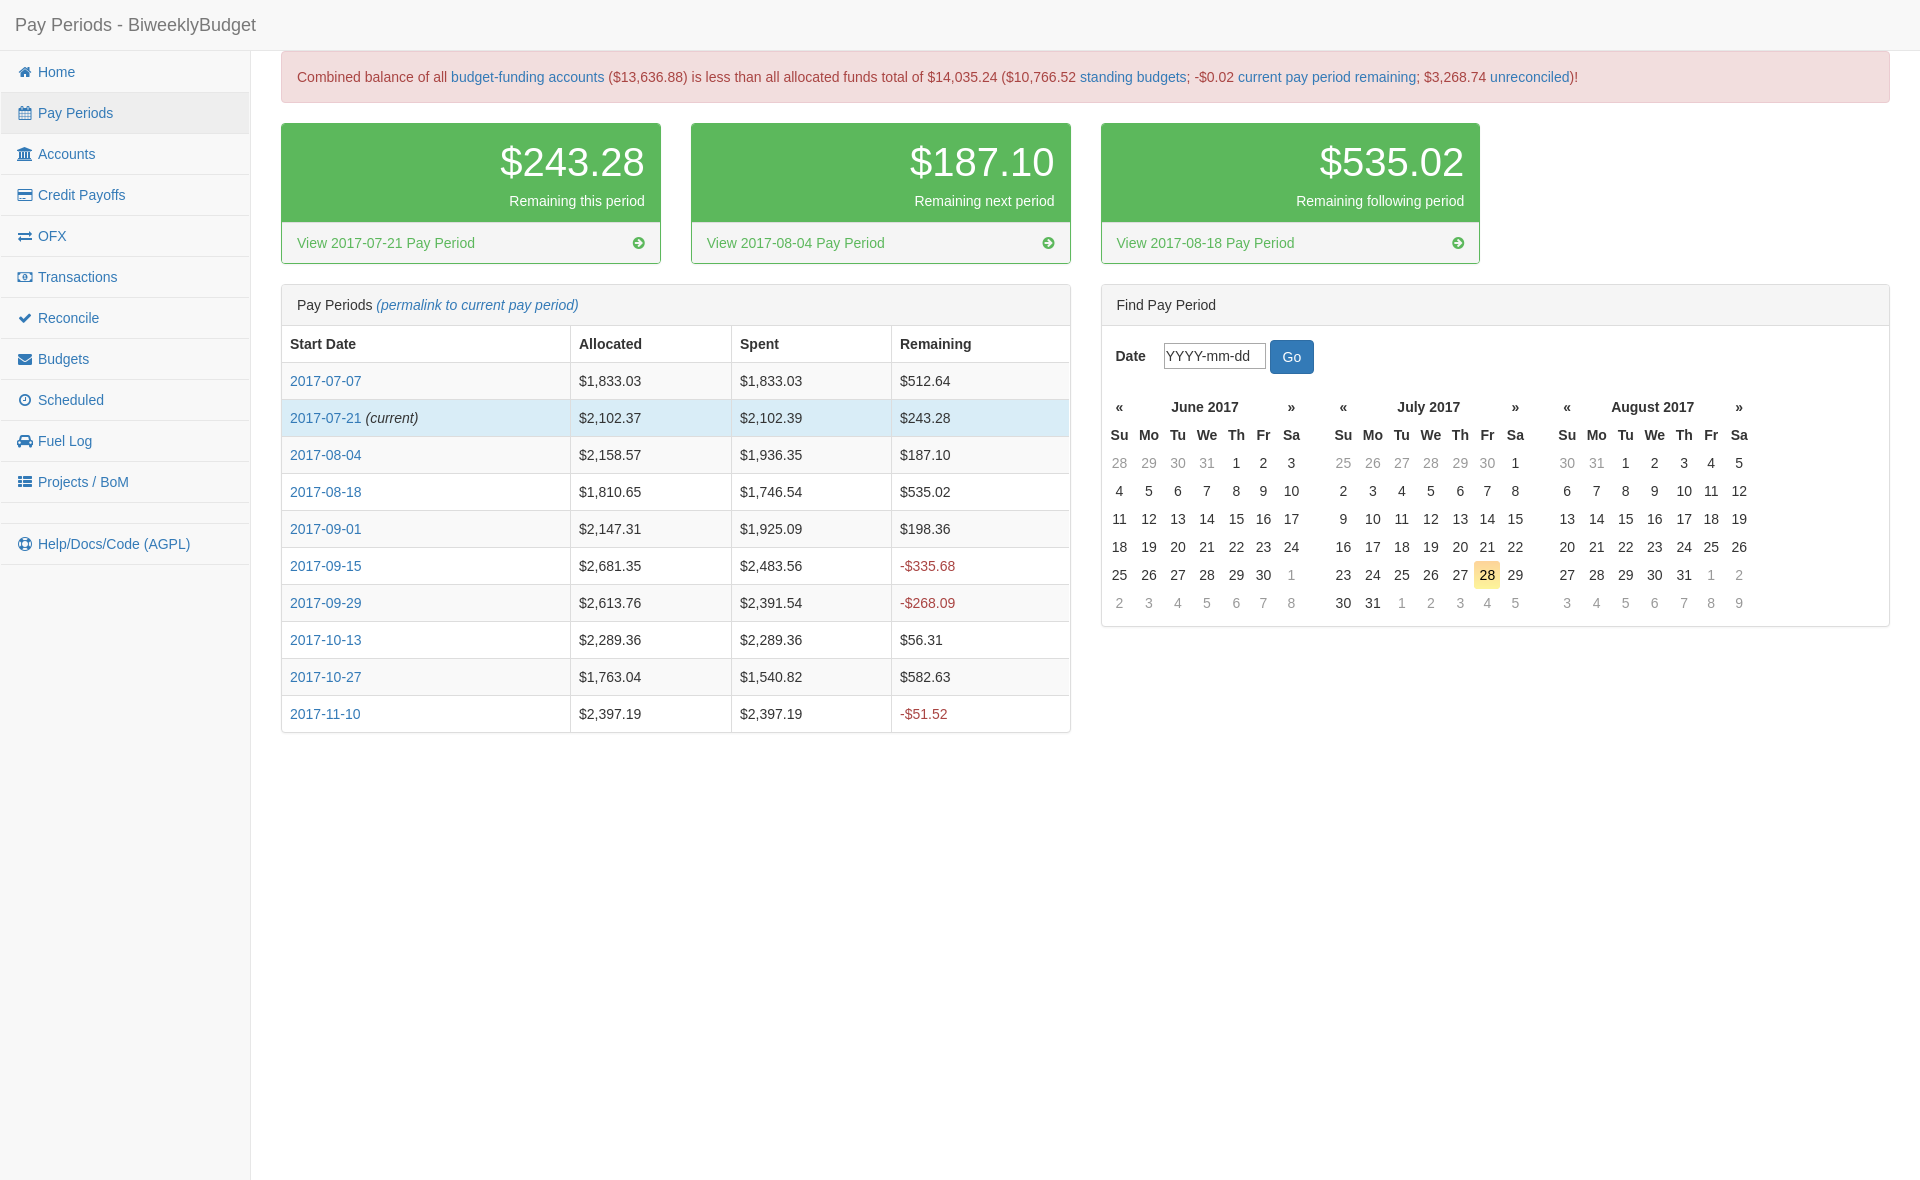 Pay Periods - BiweeklyBudget
Home
Pay Periods
Accounts
Credit Payoffs
OFX
Transactions
Reconcile
Budgets
Scheduled
Fuel Log
Projects / BoM
Help/Docs/Code (AGPL)
Combined balance of all budget-funding accounts ($13,636.88) is less than all allocated funds total of $14,035.24 ($10,766.52 standing budgets; -$0.02 current pay period remaining; $3,268.74 unreconciled)!
$243.28
Remaining this period
View 2017-07-21 Pay Period
$187.10
Remaining next period
View 2017-08-04 Pay Period
$535.02
Remaining following period
View 2017-08-18 Pay Period
Pay Periods (permalink to current pay period)
Start Date Allocated Spent Remaining
2017-07-07 $1,833.03 $1,833.03 $512.64
2017-07-21 (current) $2,102.37 $2,102.39 $243.28
2017-08-04 $2,158.57 $1,936.35 $187.10
2017-08-18 $1,810.65 $1,746.54 $535.02
2017-09-01 $2,147.31 $1,925.09 $198.36
2017-09-15 $2,681.35 $2,483.56 -$335.68
2017-09-29 $2,613.76 $2,391.54 -$268.09
2017-10-13 $2,289.36 $2,289.36 $56.31
2017-10-27 $1,763.04 $1,540.82 $582.63
2017-11-10 $2,397.19 $2,397.19 -$51.52
Find Pay Period
Date YYYY-mm-dd Go
« June 2017 »
Su Mo Tu We Th Fr Sa
28 29 30 31 1 2 3
4 5 6 7 8 9 10
11 12 13 14 15 16 17
18 19 20 21 22 23 24
25 26 27 28 29 30 1
2 3 4 5 6 7 8
« July 2017 »
Su Mo Tu We Th Fr Sa
25 26 27 28 29 30 1
2 3 4 5 6 7 8
9 10 11 12 13 14 15
16 17 18 19 20 21 22
23 24 25 26 27 28 29
30 31 1 2 3 4 5
« August 2017 »
Su Mo Tu We Th Fr Sa
30 31 1 2 3 4 5
6 7 8 9 10 11 12
13 14 15 16 17 18 19
20 21 22 23 24 25 26
27 28 29 30 31 1 2
3 4 5 6 7 8 9